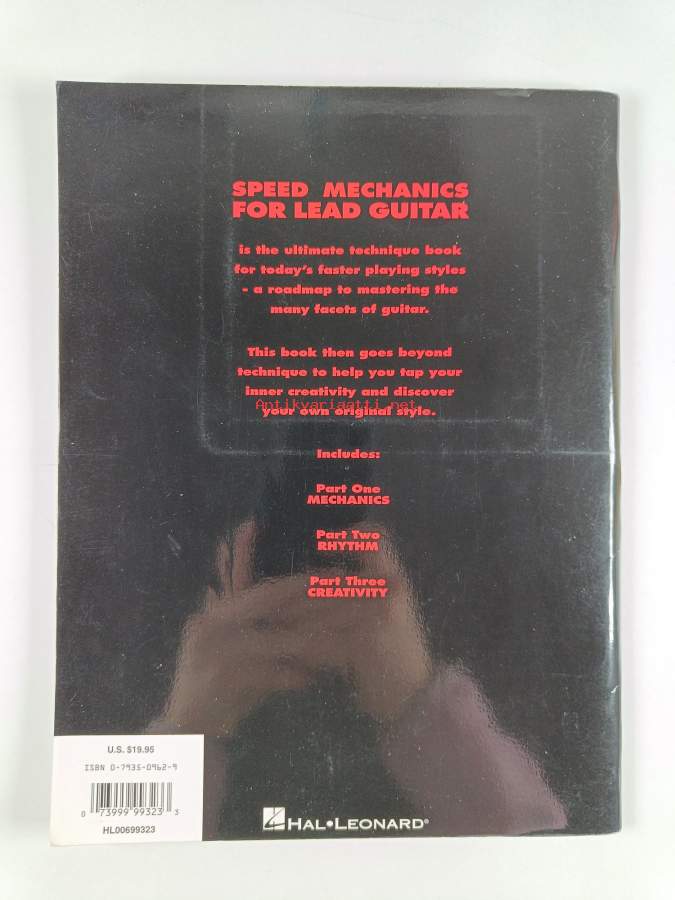 SPEED MECHANICS
FOR LEAD GUITAR
is the ultimate technique book
for today's faster playing styles
- a roadmap to mastering the
many facets of guitar.
This book then goes beyond
technique to help you tap your
inner creativity and discover
Antikvariaatti.net
your own original style.
Includes:
Part One
MECHANICS
Part Two
RHYTHM
Part Three
CREATIVITY
U.S. $19.95
ISBN 0-7935-0962-9
0 73999 99323 3
HL00699323
HAL•LEONARD®